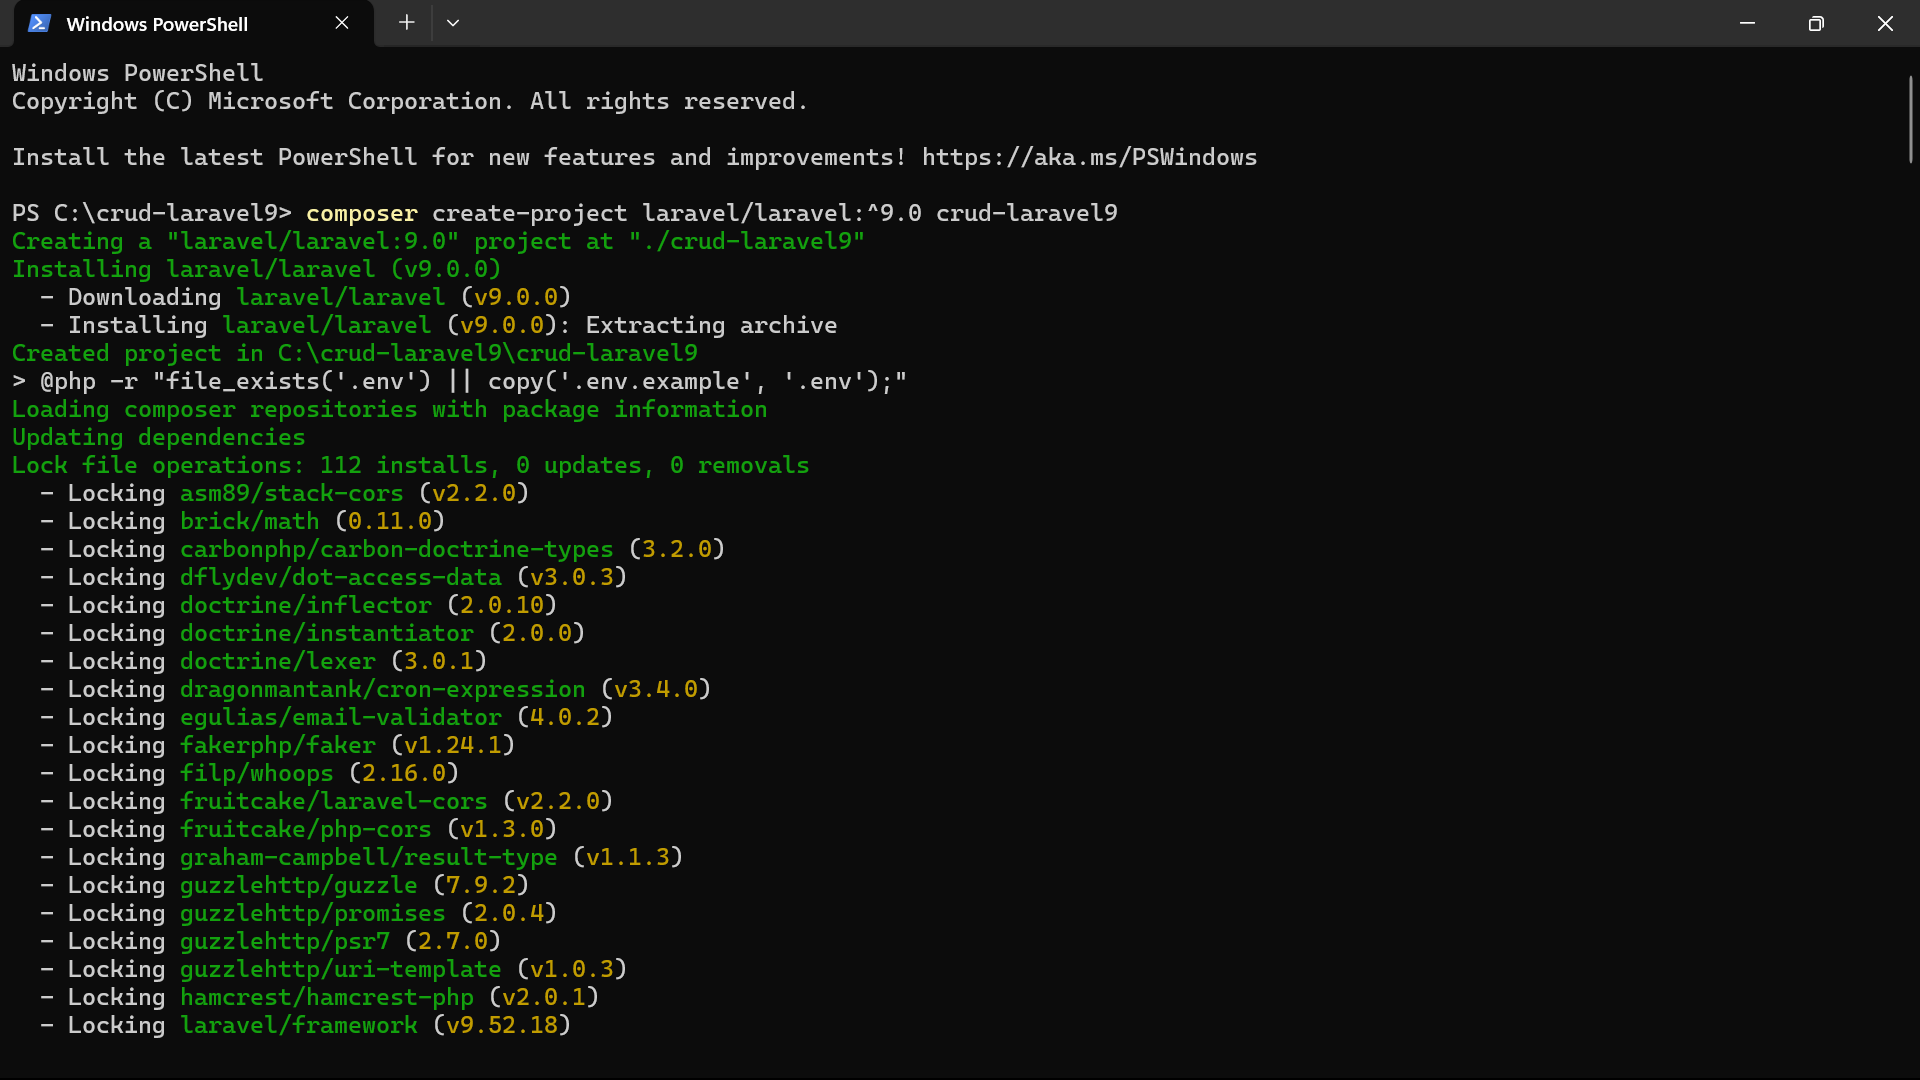 Windows PowerShell
Windows PowerShell
Copyright (C) Microsoft Corporation. All rights reserved.
Install the latest PowerShell for new features and improvements! https://aka.ms/PSWindows
PS C:\crud-laravel9> composer create-project laravel/laravel:^9.0 crud-laravel9
Creating a "laravel/laravel:9.0" project at "./crud-laravel9"
Installing laravel/laravel (v9.0.0)
  - Downloading laravel/laravel (v9.0.0)
  - Installing laravel/laravel (v9.0.0): Extracting archive
Created project in C:\crud-laravel9\crud-laravel9
> @php -r "file_exists('.env') || copy('.env.example', '.env');"
Loading composer repositories with package information
Updating dependencies
Lock file operations: 112 installs, 0 updates, 0 removals
  - Locking asm89/stack-cors (v2.2.0)
  - Locking brick/math (0.11.0)
  - Locking carbonphp/carbon-doctrine-types (3.2.0)
  - Locking dflydev/dot-access-data (v3.0.3)
  - Locking doctrine/inflector (2.0.10)
  - Locking doctrine/instantiator (2.0.0)
  - Locking doctrine/lexer (3.0.1)
  - Locking dragonmantank/cron-expression (v3.4.0)
  - Locking egulias/email-validator (4.0.2)
  - Locking fakerphp/faker (v1.24.1)
  - Locking filp/whoops (2.16.0)
  - Locking fruitcake/laravel-cors (v2.2.0)
  - Locking fruitcake/php-cors (v1.3.0)
  - Locking graham-campbell/result-type (v1.1.3)
  - Locking guzzlehttp/guzzle (7.9.2)
  - Locking guzzlehttp/promises (2.0.4)
  - Locking guzzlehttp/psr7 (2.7.0)
  - Locking guzzlehttp/uri-template (v1.0.3)
  - Locking hamcrest/hamcrest-php (v2.0.1)
  - Locking laravel/framework (v9.52.18)